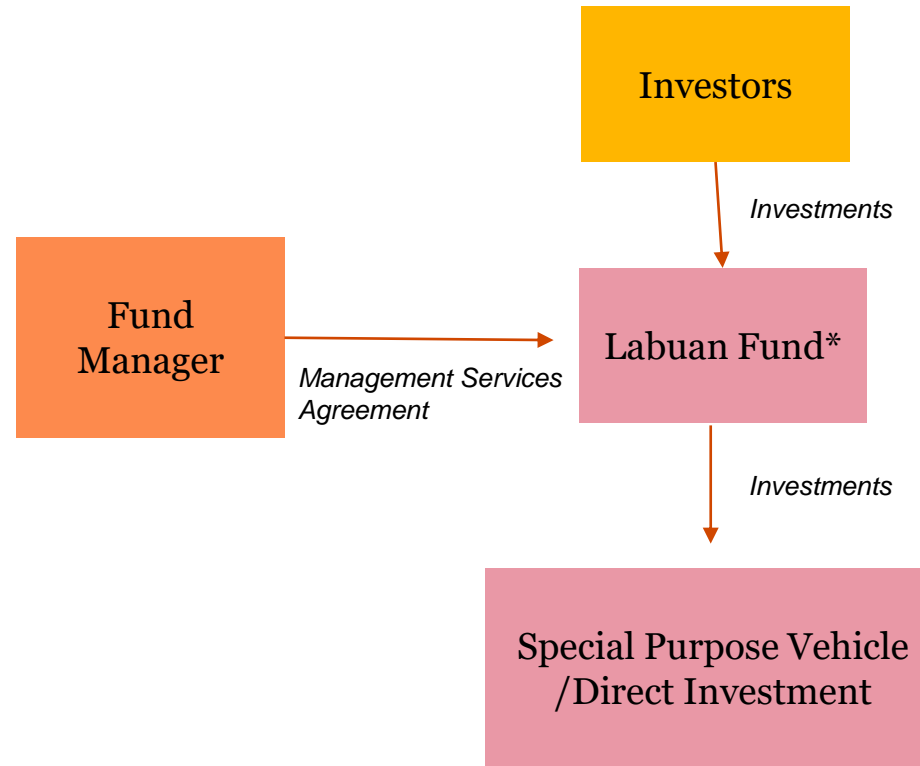 Investors
Investments
Fund
Manager
Management Services
Agreement
Labuan Fund*
Investments
Special Purpose Vehicle
/Direct Investment